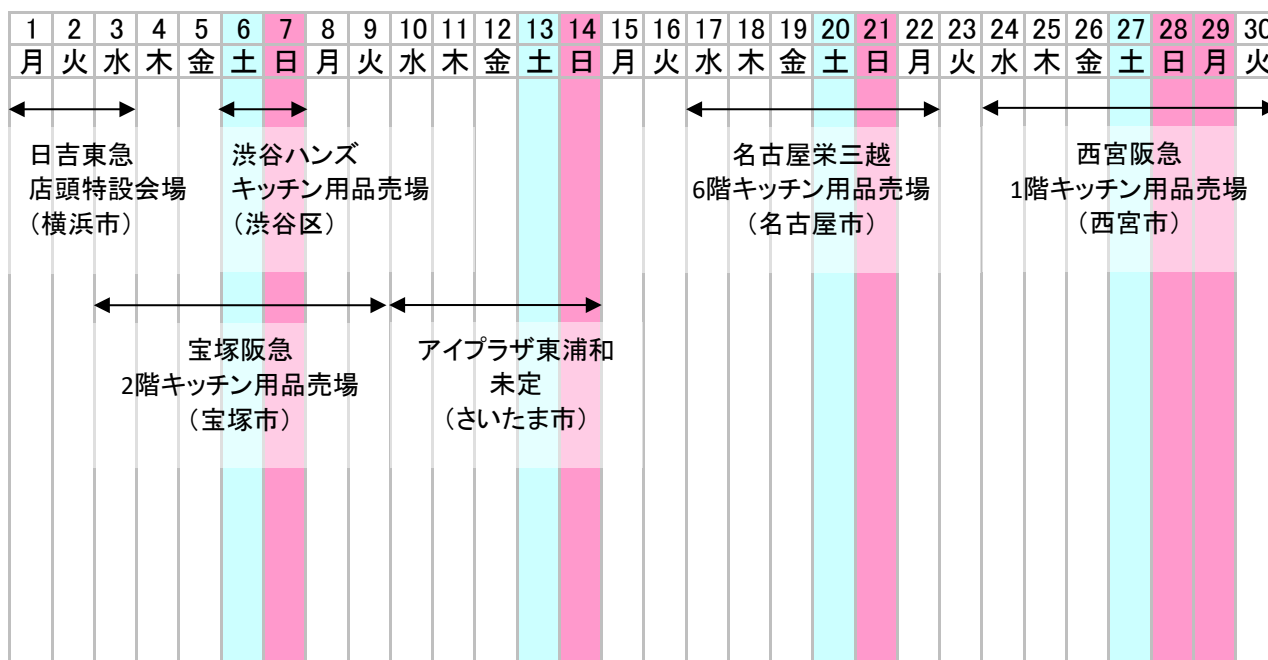 1 2 3 4 5 6 7 8 9 10 11 12 13 14 15 16 17 18 19 20 21 22 23 24 25 26 27 28 29 30
月 火 水 木 金 土 日 月 火 水 木 金 土 日 月 火 水 木 金 土 日 月 火 水 木 金 土 日 月 火
日吉東急
店頭特設会場
（横浜市）
渋谷ハンズ
キッチン用品売場
（渋谷区）
名古屋栄三越
6階キッチン用品売場
（名古屋市）
西宮阪急
1階キッチン用品売場
（西宮市）
宝塚阪急
2階キッチン用品売場
（宝塚市）
アイプラザ東浦和
未定
（さいたま市）